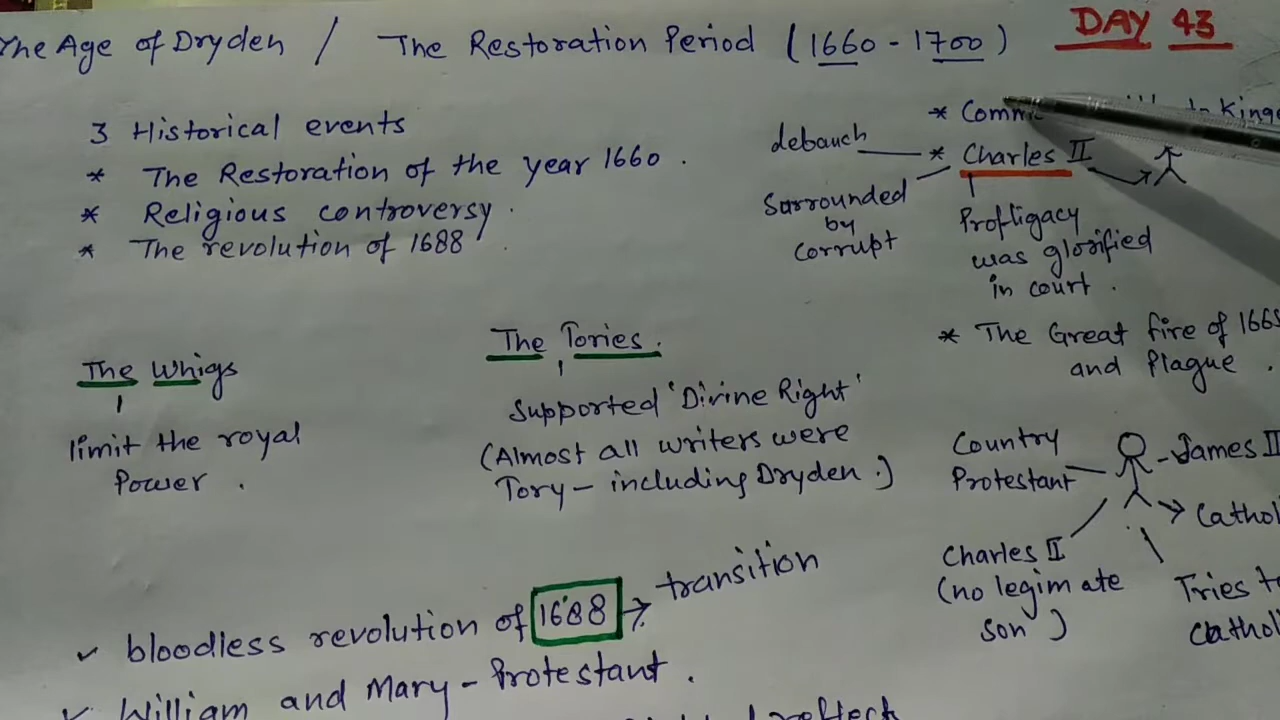 The Age of Dryden / The Restoration Period (1660 - 1700) DAY 43
3 Historical events
* The Restoration of the year 1660.
* Religious controversy.
* The revolution of 1688.
*
debauch
* Charles II
Surrounded
by
corrupt
Profligacy
was glorified
in court.
* The Great fire of
and Plague.
The Whigs
limit the royal
Power.
The Tories.
Supported 'Divine Right'
(Almost all writers were
Tory - including Dryden.)
Country
Protestant
- James II
Charles II
(no legimate
son)
Tries
✓ bloodless revolution of 1688 → transition
✓ William and Mary - Protestant.
reflect